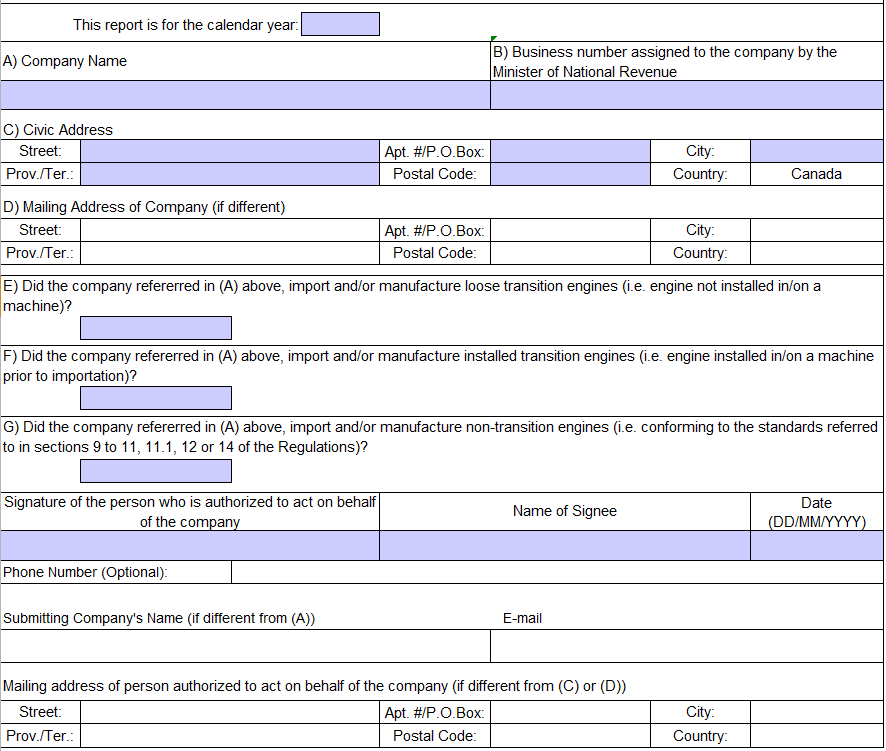 This report is for the calendar year:
A) Company Name
B) Business number assigned to the company by the
Minister of National Revenue
C) Civic Address
Street: Apt. #/P.O.Box: City:
Prov./Ter.: Postal Code: Country: Canada
D) Mailing Address of Company (if different)
Street: Apt. #/P.O.Box: City:
Prov./Ter.: Postal Code: Country:
E) Did the company refererred in (A) above, import and/or manufacture loose transition engines (i.e. engine not installed in/on a
machine)?
F) Did the company refererred in (A) above, import and/or manufacture installed transition engines (i.e. engine installed in/on a machine
prior to importation)?
G) Did the company refererred in (A) above, import and/or manufacture non-transition engines (i.e. conforming to the standards referred
to in sections 9 to 11, 11.1, 12 or 14 of the Regulations)?
Signature of the person who is authorized to act on behalf
of the company
Name of Signee
Date
(DD/MM/YYYY)
Phone Number (Optional):
Submitting Company's Name (if different from (A)) E-mail
Mailing address of person authorized to act on behalf of the company (if different from (C) or (D))
Street: Apt. #/P.O.Box: City:
Prov./Ter.: Postal Code: Country: